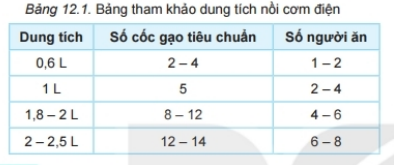 Bảng 12.1. Bảng tham khảo dung tích nồi cơm điện
Dung tích Số cốc gạo tiêu chuẩn Số người ăn
0,6 L 2 – 4 1 – 2
1 L 5 2 – 4
1,8 – 2 L 8 – 12 4 – 6
2 – 2,5 L 12 – 14 6 – 8